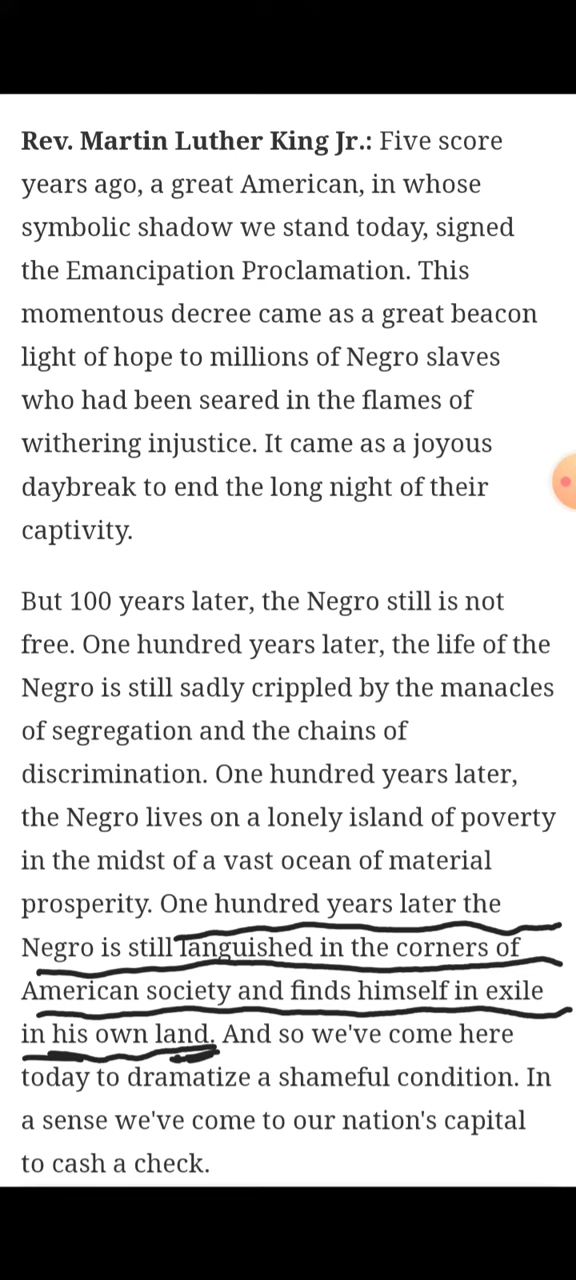 Rev. Martin Luther King Jr.: Five score
years ago, a great American, in whose
symbolic shadow we stand today, signed
the Emancipation Proclamation. This
momentous decree came as a great beacon
light of hope to millions of Negro slaves
who had been seared in the flames of
withering injustice. It came as a joyous
daybreak to end the long night of their
captivity.
But 100 years later, the Negro still is not
free. One hundred years later, the life of the
Negro is still sadly crippled by the manacles
of segregation and the chains of
discrimination. One hundred years later,
the Negro lives on a lonely island of poverty
in the midst of a vast ocean of material
prosperity. One hundred years later the
Negro is still languished in the corners of
American society and finds himself in exile
in his own land. And so we've come here
today to dramatize a shameful condition. In
a sense we've come to our nation's capital
to cash a check.